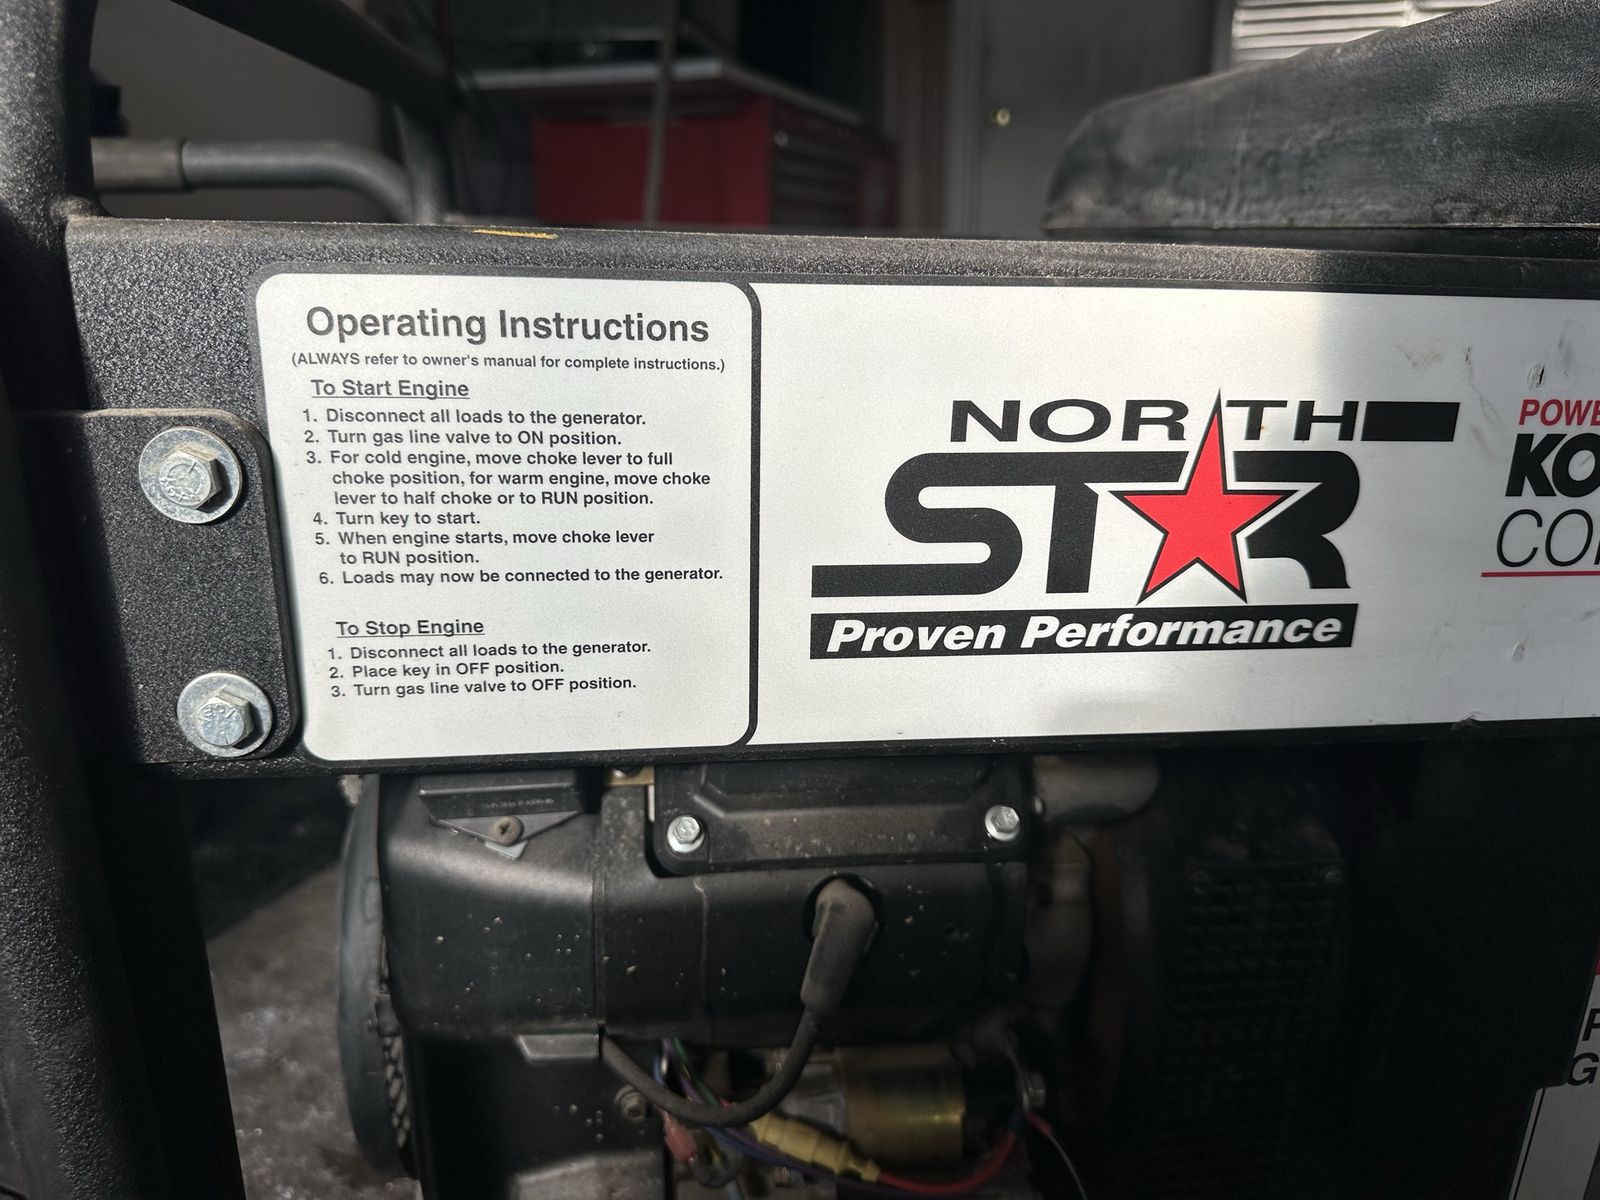 Operating Instructions
(ALWAYS refer to owner's manual for complete instructions.)
To Start Engine
1. Disconnect all loads to the generator.
2. Turn gas line valve to ON position.
3. For cold engine, move choke lever to full
choke position, for warm engine, move choke
lever to half choke or to RUN position.
4. Turn key to start.
5. When engine starts, move choke lever
to RUN position.
6. Loads may now be connected to the generator.
To Stop Engine
1. Disconnect all loads to the generator.
2. Place key in OFF position.
3. Turn gas line valve to OFF position.
NORTH
STAR
Proven Performance
POWE
KO
CO